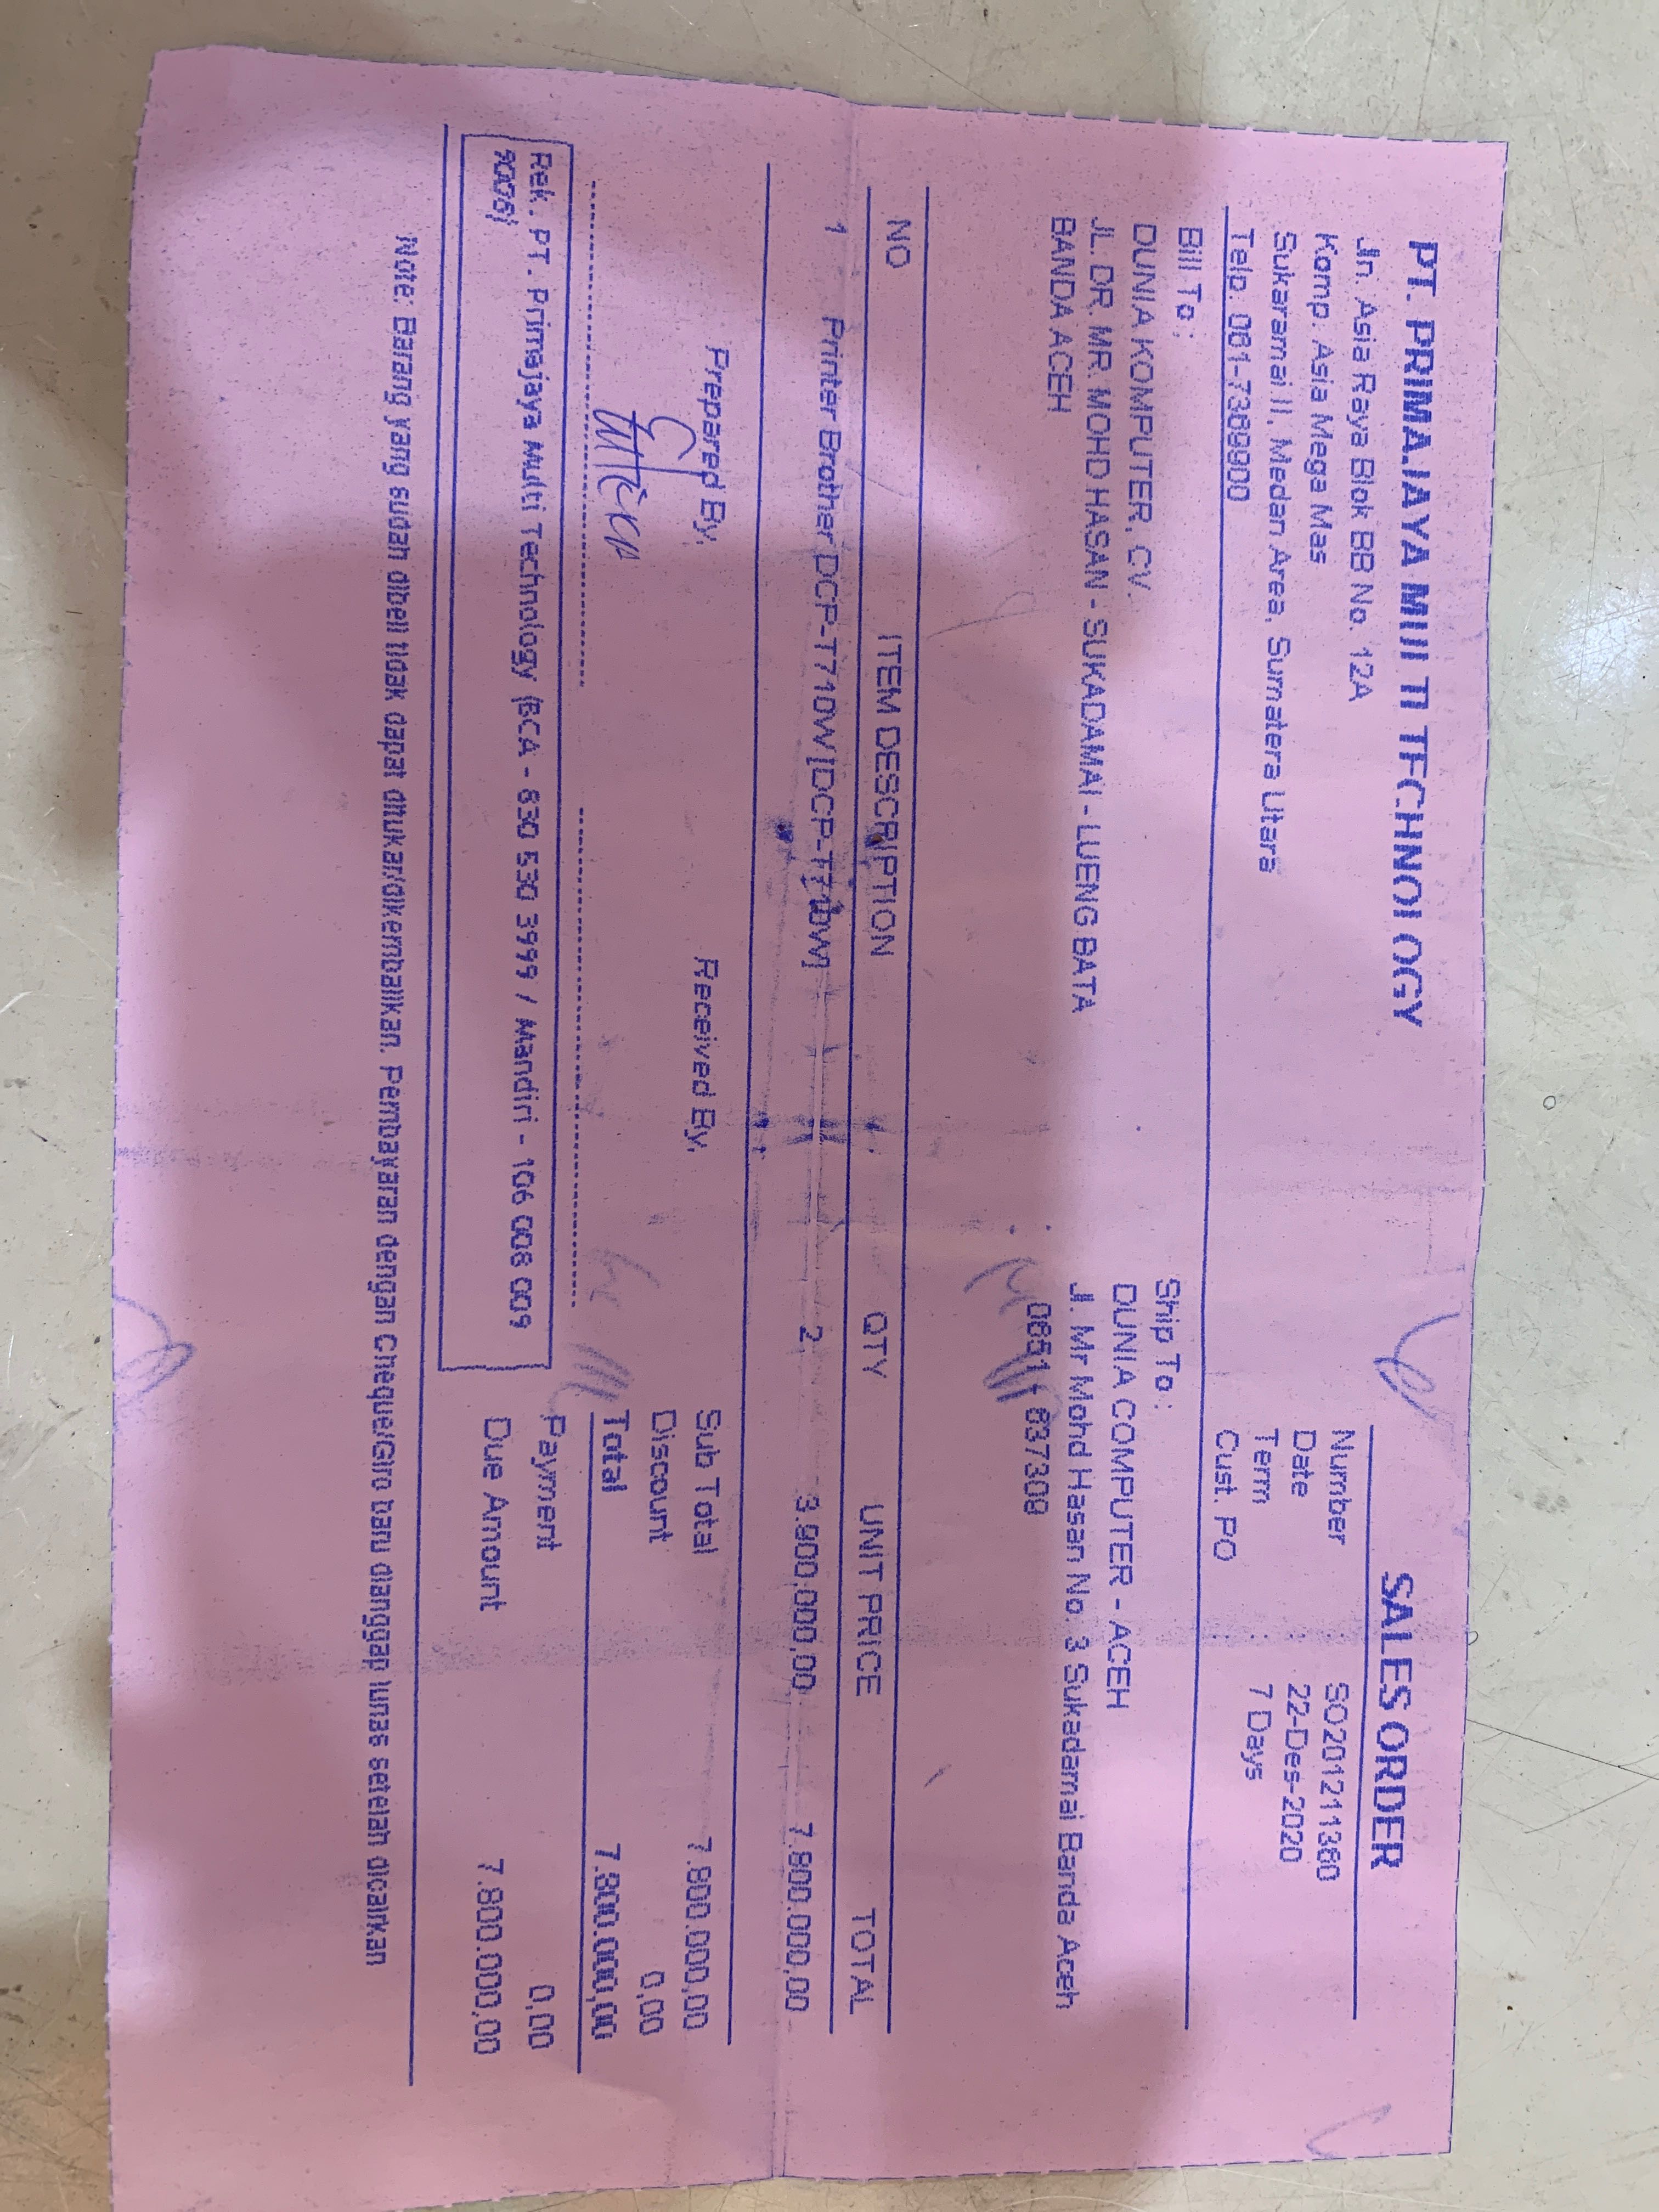 PT. PRIMAJAYA MULTI TECHNOLOGY
Jln. Asia Raya Blok BB No. 12A
Komp. Asia Mega Mas
Sukaramai II, Medan Area, Sumatera Utara
Telp. 061-7368900
SALES ORDER
Number : SO201211360
Date : 22-Des-2020
Term : 7 Days
Cust. PO :
Bill To :
DUNIA KOMPUTER, CV.
JL. DR. MR. MOHD HASAN - SUKADAMAI - LUENG BATA
BANDA ACEH
Ship To :
DUNIA COMPUTER - ACEH
Jl. Mr Mohd Hasan No. 3 Sukadamai Banda Aceh
0651 - 637308
NO ITEM DESCRIPTION QTY UNIT PRICE TOTAL
1 Printer Brother DCP-T710W [DCP-T710W] 2 3.900.000,00 7.800.000,00
Prepared By, Received By,
Sub Total 7.800.000,00
Discount 0,00
Total 7.800.000,00
Payment 0,00
Due Amount 7.800.000,00
Rek. PT. Primajaya Multi Technology (BCA - 830 530 3999 / Mandiri - 106 008 009
Note: Barang yang sudah dibeli tidak dapat ditukar/dikembalikan. Pembayaran dengan Cheque/Giro baru dianggap lunas setelah dicairkan